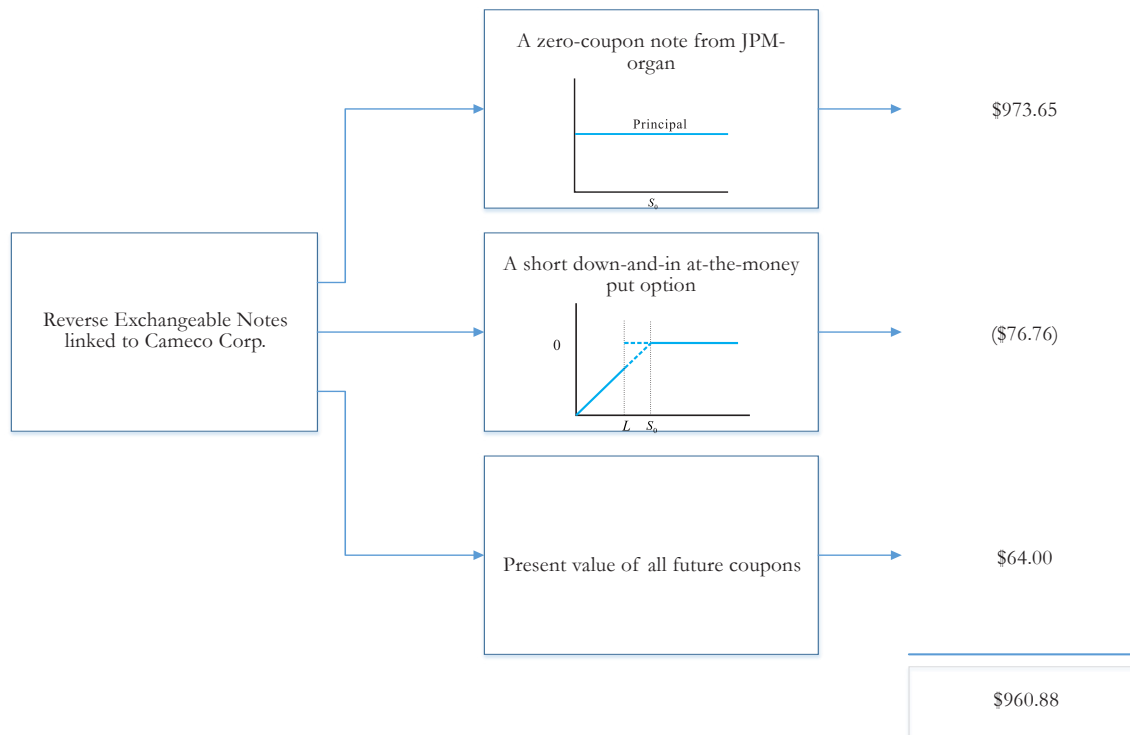 A zero-coupon note from JPM-
organ
Principal
S₀
$973.65
Reverse Exchangeable Notes
linked to Cameco Corp.
A short down-and-in at-the-money
put option
0
L S₀
($76.76)
Present value of all future coupons
$64.00
$960.88